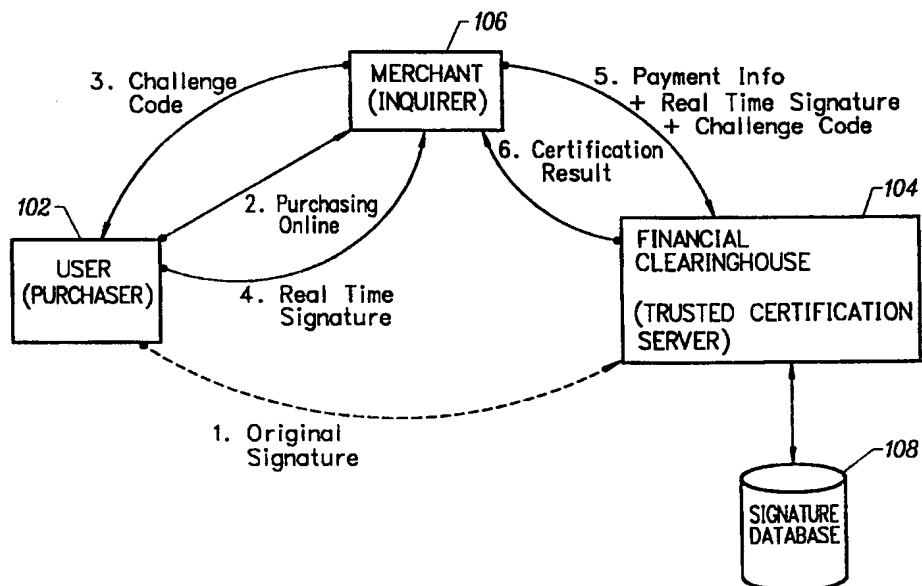 106
3. Challenge
Code
MERCHANT
(INQUIRER)
5. Payment Info
+ Real Time Signature
+ Challenge Code
6. Certification
Result
102
2. Purchasing
Online
104
USER
(PURCHASER)
4. Real Time
Signature
FINANCIAL
CLEARINGHOUSE
(TRUSTED CERTIFICATION
SERVER)
1. Original
Signature
108
SIGNATURE
DATABASE